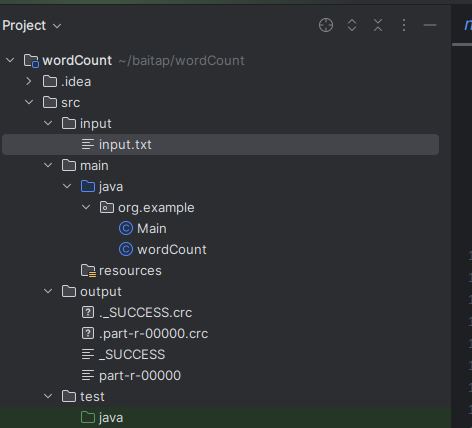 Project
wordCount ~/baitap/wordCount
.idea
src
input
input.txt
main
java
org.example
Main
wordCount
resources
output
._SUCCESS.crc
.part-r-00000.crc
_SUCCESS
part-r-00000
test
java